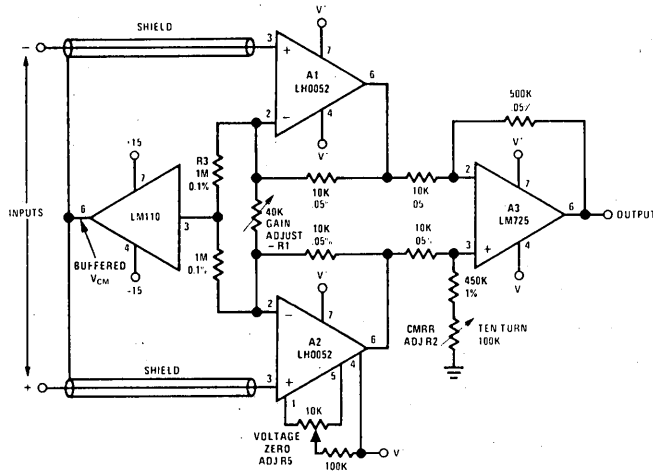 SHIELD
V+
−
3
+
7
A1
LH0052
6
500K
.05%
2
−
4
V-
+15
R3
1M
0.1%
7
10K
.05%
10K
.05
2
V+
7
6
INPUTS
LM110
3
40K
GAIN
ADJUST
– R1
10K
.05%
10K
.05%
A3
LM725
6
OUTPUT
3
+
4
V-
BUFFERED
VCM
4
-15
1M
0.1%
2
−
V+
7
450K
1%
A2
LH0052
6
CMRR
ADJ R2
TEN TURN
100K
SHIELD
+
3
+
1
5
4
10K
VOLTAGE
ZERO
ADJ R5
100K
V-